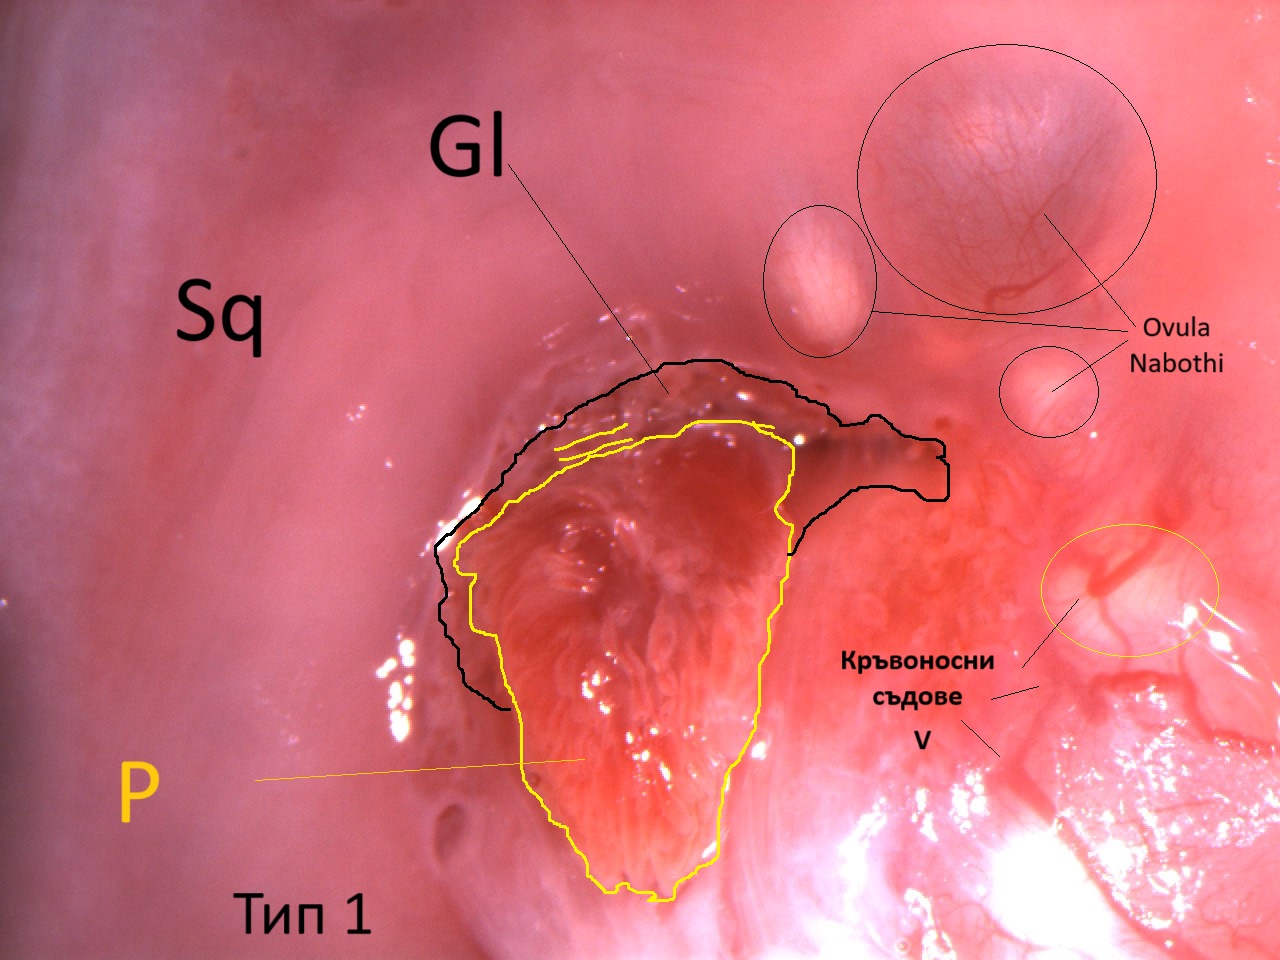 Gl
Sq
Ovula
Nabothi
Кръвоносни
съдове
V
P
Тип 1